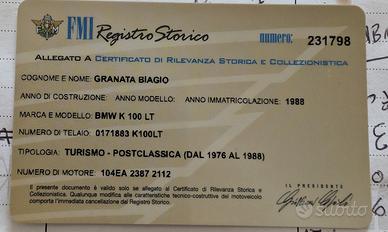 FMI Registro Storico numero: 231798
ALLEGATO A CERTIFICATO DI RILEVANZA STORICA E COLLEZIONISTICA
COGNOME E NOME: GRANATA BIAGIO
ANNO DI COSTRUZIONE: ANNO MODELLO: ANNO IMMATRICOLAZIONE: 1988
MARCA E MODELLO: BMW K 100 LT
NUMERO DI TELAIO: 0171883 K100LT
TIPOLOGIA: TURISMO - POSTCLASSICA (DAL 1976 AL 1988)
NUMERO DI MOTORE: 104EA 2387 2112
IL PRESIDENTE
Il presente documento è valido solo se allegato al Certificato di Rilevanza Storica e
Collezionistica. Qualunque modifica alle caratteristiche tecnico-costruttive del motoveicolo
comporta l'immediata cancellazione dal Registro Storico.
subito